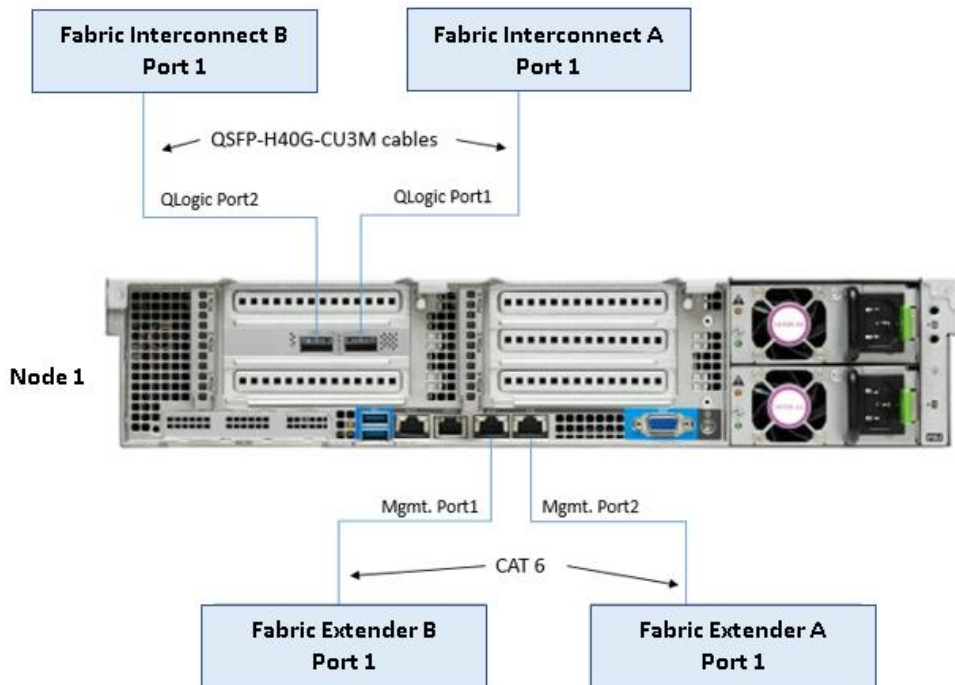 Fabric Interconnect B
Port 1
Fabric Interconnect A
Port 1
QSFP-H40G-CU3M cables
QLogic Port2
QLogic Port1
Node 1
Mgmt. Port1
Mgmt. Port2
CAT 6
Fabric Extender B
Port 1
Fabric Extender A
Port 1